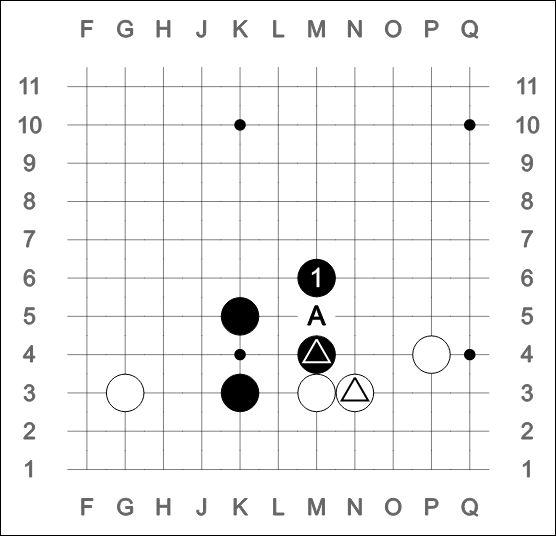 F G H J K L M N O P Q
11 11
10 10
9 9
8 8
7 7
6 1 6
5 A 5
4 4
3 3
2 2
1 1
F G H J K L M N O P Q